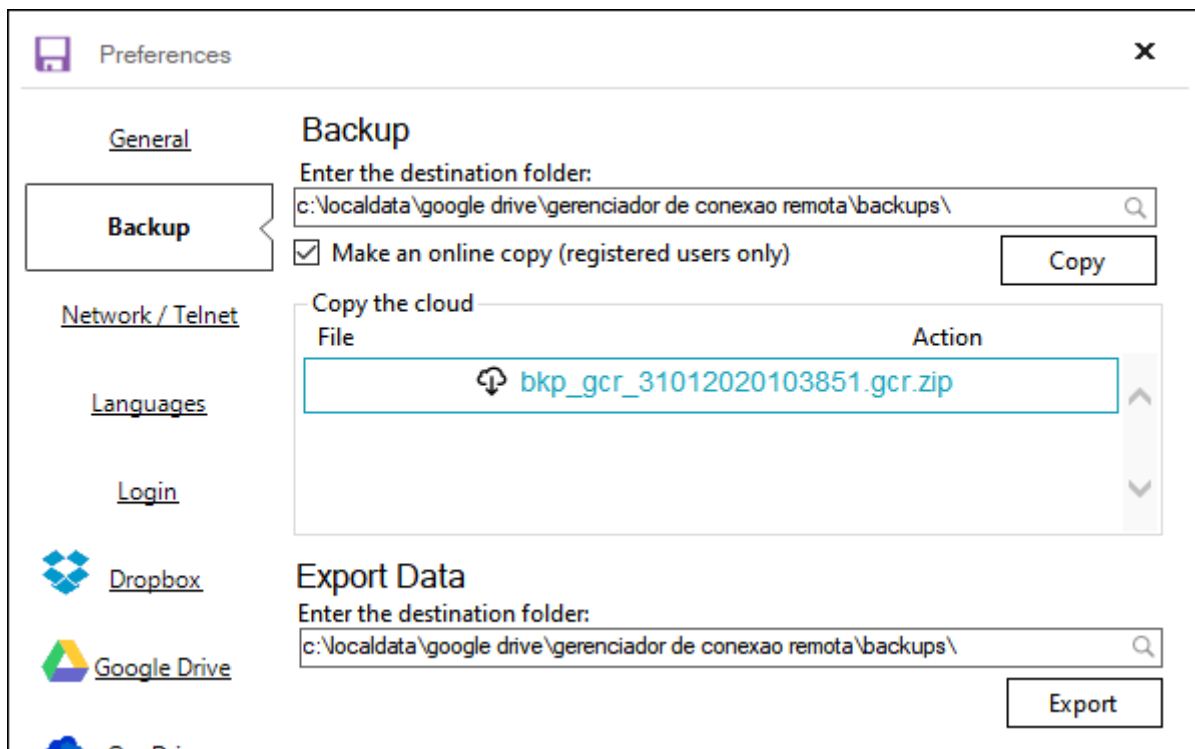 Preferences
General
Backup
Network / Telnet
Languages
Login
Dropbox
Google Drive
Backup
Enter the destination folder:
c:\localdata\google drive\gerenciador de conexao remota\backups\
Make an online copy (registered users only)
Copy
Copy the cloud
File Action
bkp_gcr_31012020103851.gcr.zip
Export Data
Enter the destination folder:
c:\localdata\google drive\gerenciador de conexao remota\backups\
Export